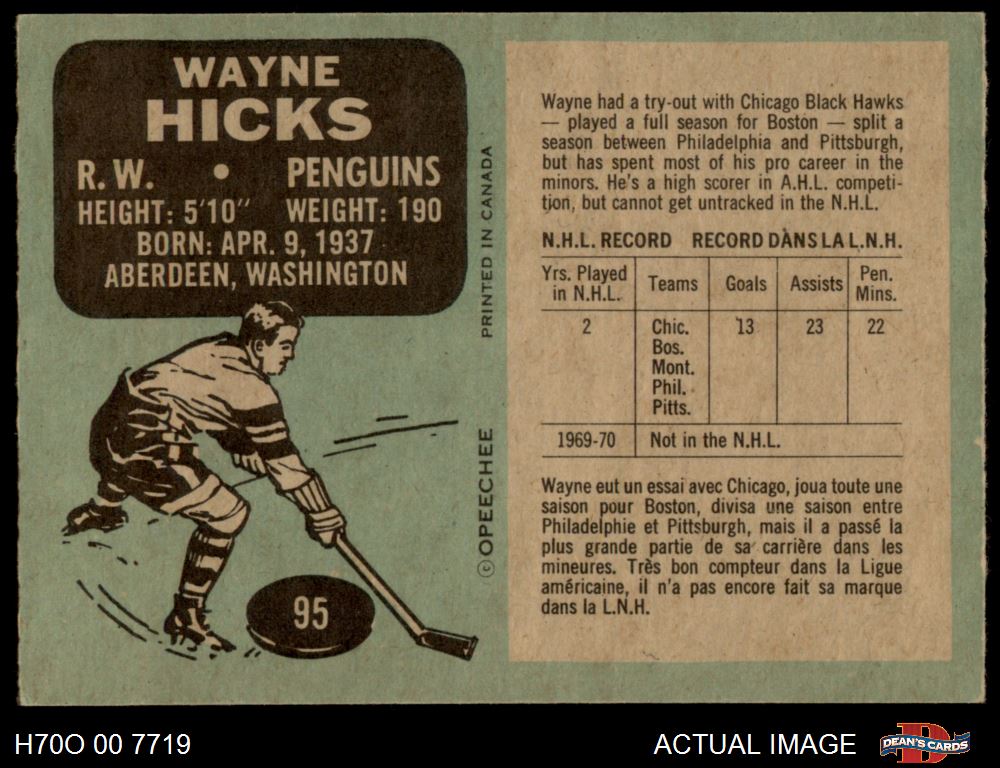 WAYNE
HICKS
R. W. • PENGUINS
HEIGHT: 5'10" WEIGHT: 190
BORN: APR. 9, 1937
ABERDEEN, WASHINGTON
95
PRINTED IN CANADA
© OPEECHEE
Wayne had a try-out with Chicago Black Hawks
— played a full season for Boston — split a
season between Philadelphia and Pittsburgh,
but has spent most of his pro career in the
minors. He's a high scorer in A.H.L. competi-
tion, but cannot get untracked in the N.H.L.
N.H.L. RECORD RECORD DANS LA L.N.H.
Yrs. Played in N.H.L. Teams Goals Assists Pen. Mins.
2 Chic. 13 23 22
Bos.
Mont.
Phil.
Pitts.
1969-70 Not in the N.H.L.
Wayne eut un essai avec Chicago, joua toute une
saison pour Boston, divisa une saison entre
Philadelphie et Pittsburgh, mais il a passé la
plus grande partie de sa carrière dans les
mineures. Très bon compteur dans la Ligue
américaine, il n'a pas encore fait sa marque
dans la L.N.H.
H70O 00 7719
ACTUAL IMAGE
DEAN'S CARDS